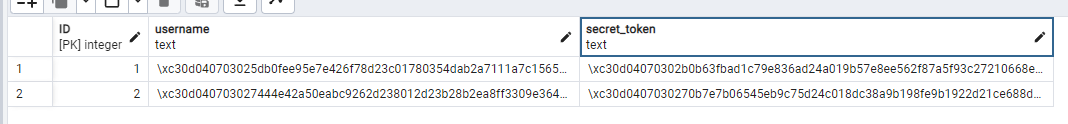 ID username secret_token
[PK] integer text text
1 1 \xc30d040703025db0fee95e7e426f78d23c01780354dab2a7111a7c1565... \xc30d04070302b0b63fbad1c79e836ad24a019b57e8ee562f87a5f93c27210668e...
2 2 \xc30d040703027444e42a50eabc9262d238012d23b28b2ea8ff3309e364... \xc30d0407030270b7e7b06545eb9c75d24c018dc38a9b198fe9b1922d21ce688d...